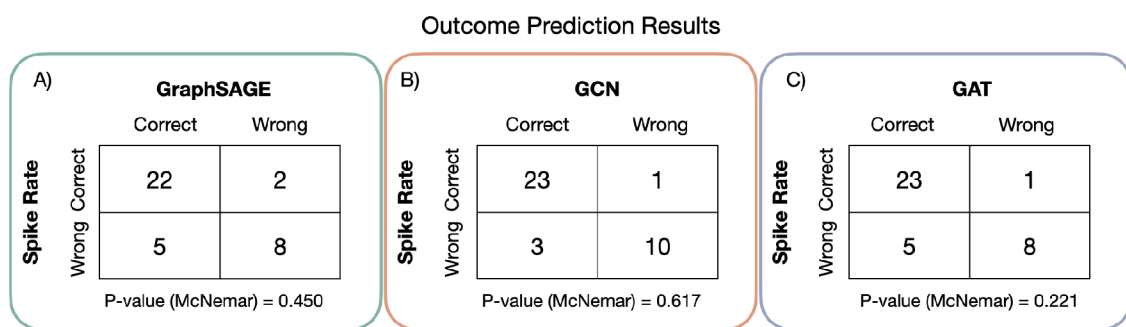 Outcome Prediction Results
A)
GraphSAGE
Correct Wrong
Spike Rate
Correct
22 2
Wrong
5 8
P-value (McNemar) = 0.450
B)
GCN
Correct Wrong
Spike Rate
Correct
23 1
Wrong
3 10
P-value (McNemar) = 0.617
C)
GAT
Correct Wrong
Spike Rate
Correct
23 1
Wrong
5 8
P-value (McNemar) = 0.221